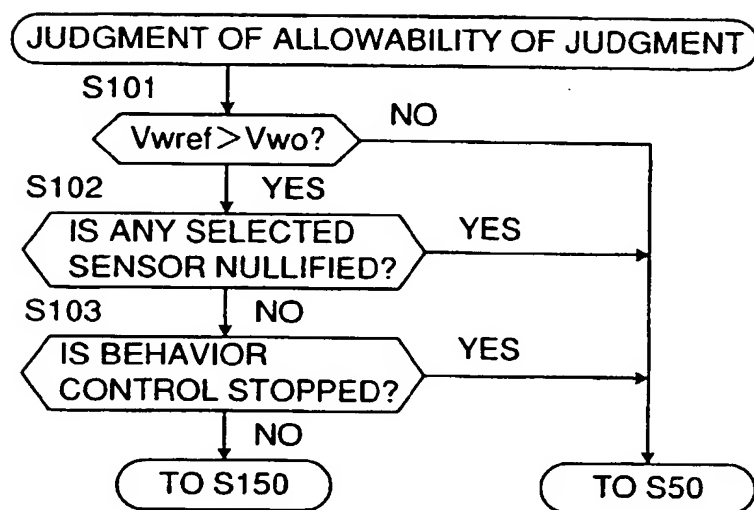 JUDGMENT OF ALLOWABILITY OF JUDGMENT
S101
Vwref>Vwo?
NO
S102
YES
IS ANY SELECTED
SENSOR NULLIFIED?
YES
S103
NO
IS BEHAVIOR
CONTROL STOPPED?
YES
NO
TO S150
TO S50